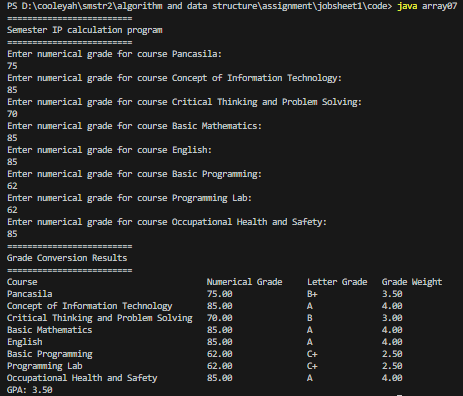 PS D:\cooleyah\smstr2\algorithm and data structure\assignment\jobsheet1\code> java array07
=========================
Semester IP calculation program
=========================
Enter numerical grade for course Pancasila:
75
Enter numerical grade for course Concept of Information Technology:
85
Enter numerical grade for course Critical Thinking and Problem Solving:
70
Enter numerical grade for course Basic Mathematics:
85
Enter numerical grade for course English:
85
Enter numerical grade for course Basic Programming:
62
Enter numerical grade for course Programming Lab:
62
Enter numerical grade for course Occupational Health and Safety:
85
=========================
Grade Conversion Results
=========================
Course Numerical Grade Letter Grade Grade Weight
Pancasila 75.00 B+ 3.50
Concept of Information Technology 85.00 A 4.00
Critical Thinking and Problem Solving 70.00 B 3.00
Basic Mathematics 85.00 A 4.00
English 85.00 A 4.00
Basic Programming 62.00 C+ 2.50
Programming Lab 62.00 C+ 2.50
Occupational Health and Safety 85.00 A 4.00
GPA: 3.50